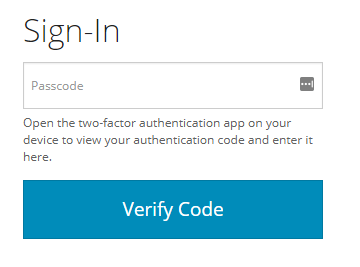 Sign-In
Passcode
Open the two-factor authentication app on your
device to view your authentication code and enter it
here.
Verify Code